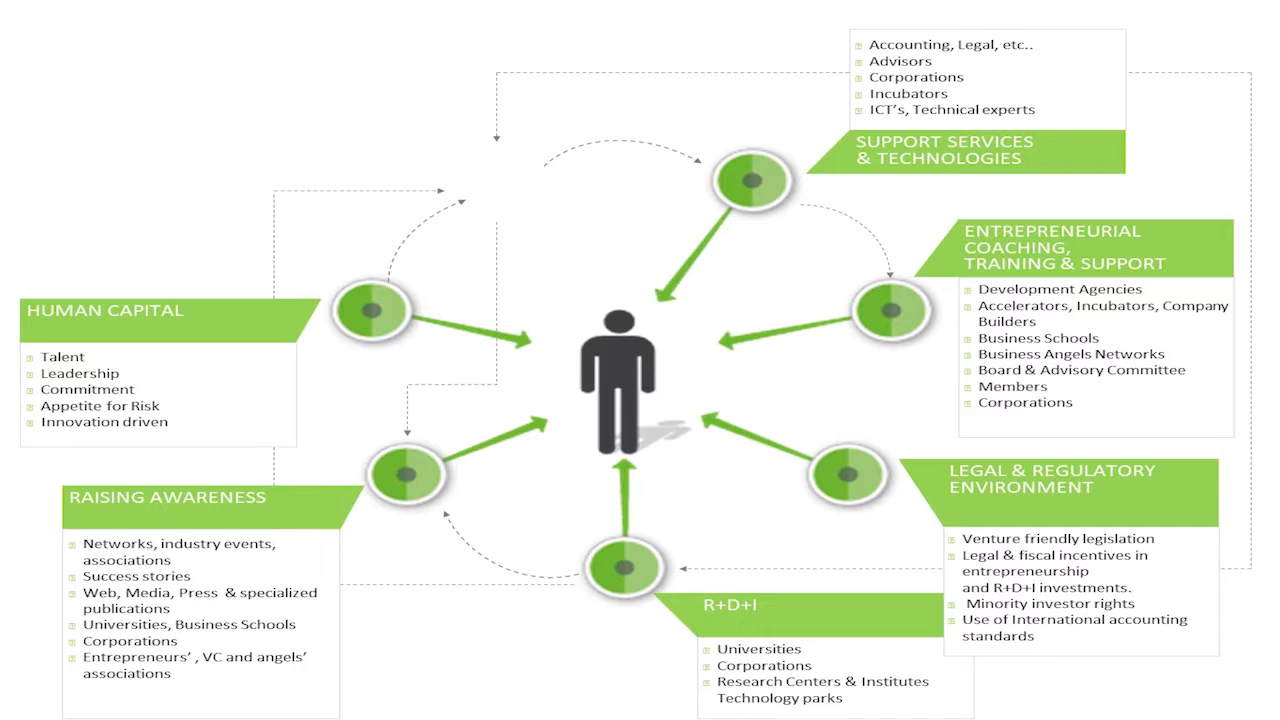 Accounting, Legal, etc..
Advisors
Corporations
Incubators
ICT's, Technical experts
SUPPORT SERVICES
& TECHNOLOGIES
ENTREPRENEURIAL
COACHING,
TRAINING & SUPPORT
Development Agencies
Accelerators, Incubators, Company
Builders
Business Schools
Business Angels Networks
Board & Advisory Committee
Members
Corporations
HUMAN CAPITAL
Talent
Leadership
Commitment
Appetite for Risk
Innovation driven
LEGAL & REGULATORY
ENVIRONMENT
Venture friendly legislation
Legal & fiscal incentives in
entrepreneurship
and R+D+I investments.
Minority investor rights
Use of International accounting
standards
RAISING AWARENESS
Networks, industry events,
associations
Success stories
Web, Media, Press & specialized
publications
Universities, Business Schools
Corporations
Entrepreneurs' , VC and angels'
associations
R+D+I
Universities
Corporations
Research Centers & Institutes
Technology parks